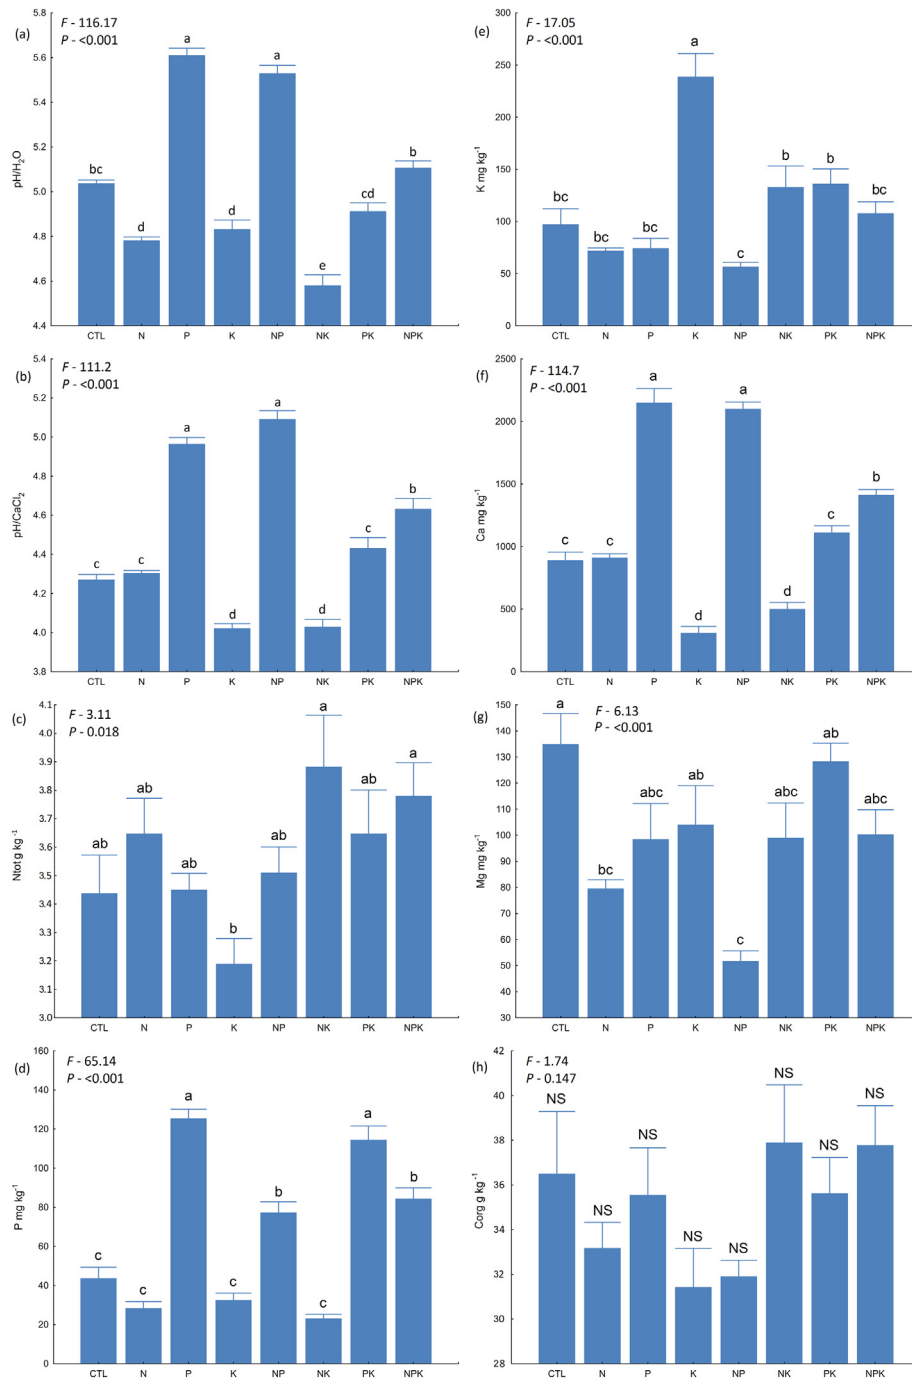 (a)
F - 116.17
P - <0.001
pH/H2O
5.8
5.6
5.4
5.2
5.0
4.8
4.6
4.4
bc
d
a
d
a
e
cd
b
CTL N P K NP NK PK NPK
(e)
F - 17.05
P - <0.001
K mg kg-1
300
250
200
150
100
50
0
bc
bc
bc
a
c
b
b
bc
CTL N P K NP NK PK NPK
(b)
F - 111.2
P - <0.001
pH/CaCl2
5.4
5.2
5.0
4.8
4.6
4.4
4.2
4.0
3.8
c
c
a
d
a
d
c
b
CTL N P K NP NK PK NPK
(f)
F - 114.7
P - <0.001
Ca mg kg-1
2500
2000
1500
1000
500
0
c
c
a
d
a
d
c
b
CTL N P K NP NK PK NPK
(c)
F - 3.11
P - 0.018
Ntot g kg -1
4.1
4.0
3.9
3.8
3.7
3.6
3.5
3.4
3.3
3.2
3.1
3.0
ab
ab
ab
b
ab
a
ab
a
CTL N P K NP NK PK NPK
(g)
F - 6.13
P - <0.001
Mg mg kg-1
150
140
130
120
110
100
90
80
70
60
50
40
30
a
bc
abc
ab
c
abc
ab
abc
CTL N P K NP NK PK NPK
(d)
F - 65.14
P - <0.001
P mg kg-1
160
140
120
100
80
60
40
20
0
c
c
a
c
b
c
a
b
CTL N P K NP NK PK NPK
(h)
F - 1.74
P - 0.147
Corg g kg-1
42
40
38
36
34
32
30
28
NS
NS
NS
NS
NS
NS
NS
NS
CTL N P K NP NK PK NPK